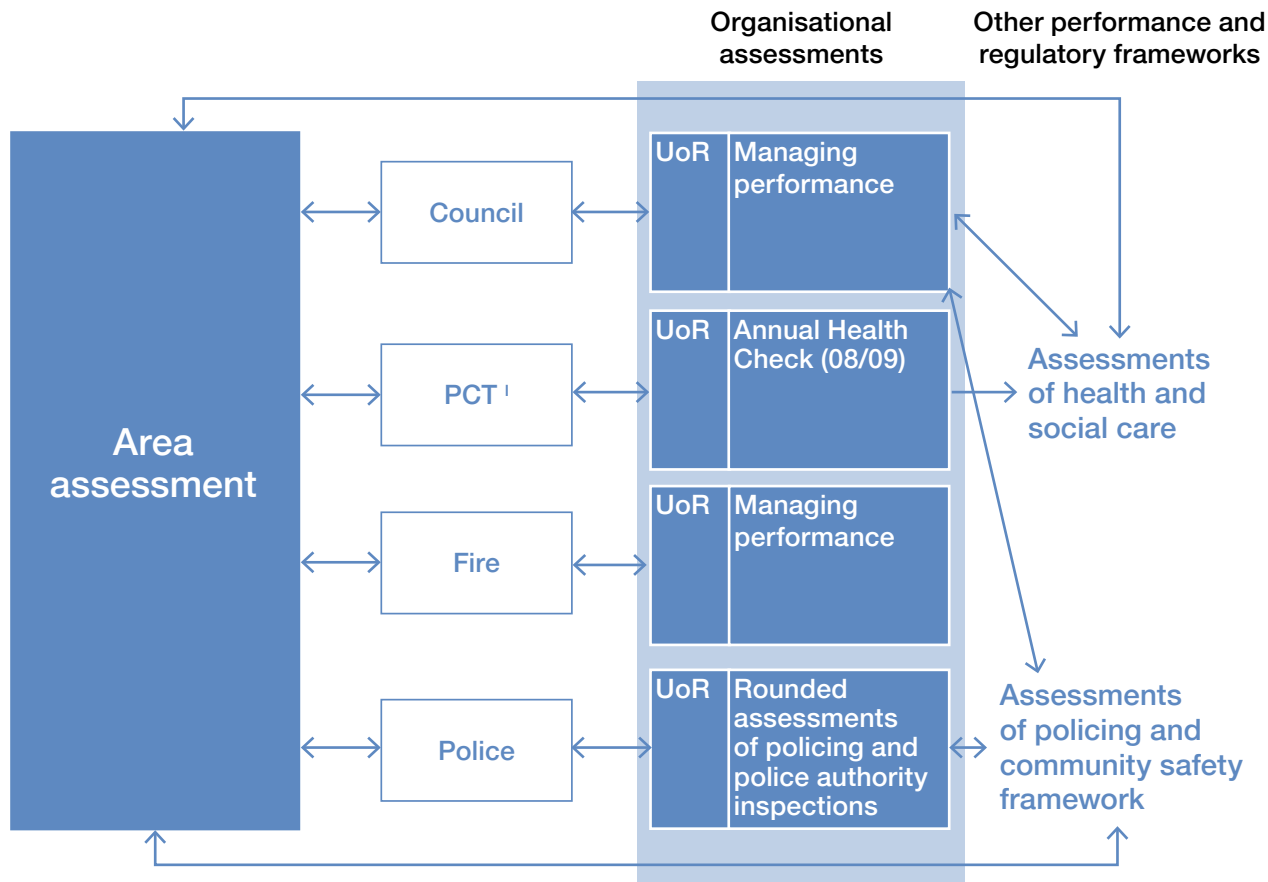 Organisational
assessments
Other performance and
regulatory frameworks
Area
assessment
Council
UoR
Managing
performance
PCT I
UoR
Annual Health
Check (08/09)
Assessments
of health and
social care
Fire
UoR
Managing
performance
Police
UoR
Rounded
assessments
of policing and
police authority
inspections
Assessments
of policing and
community safety
framework